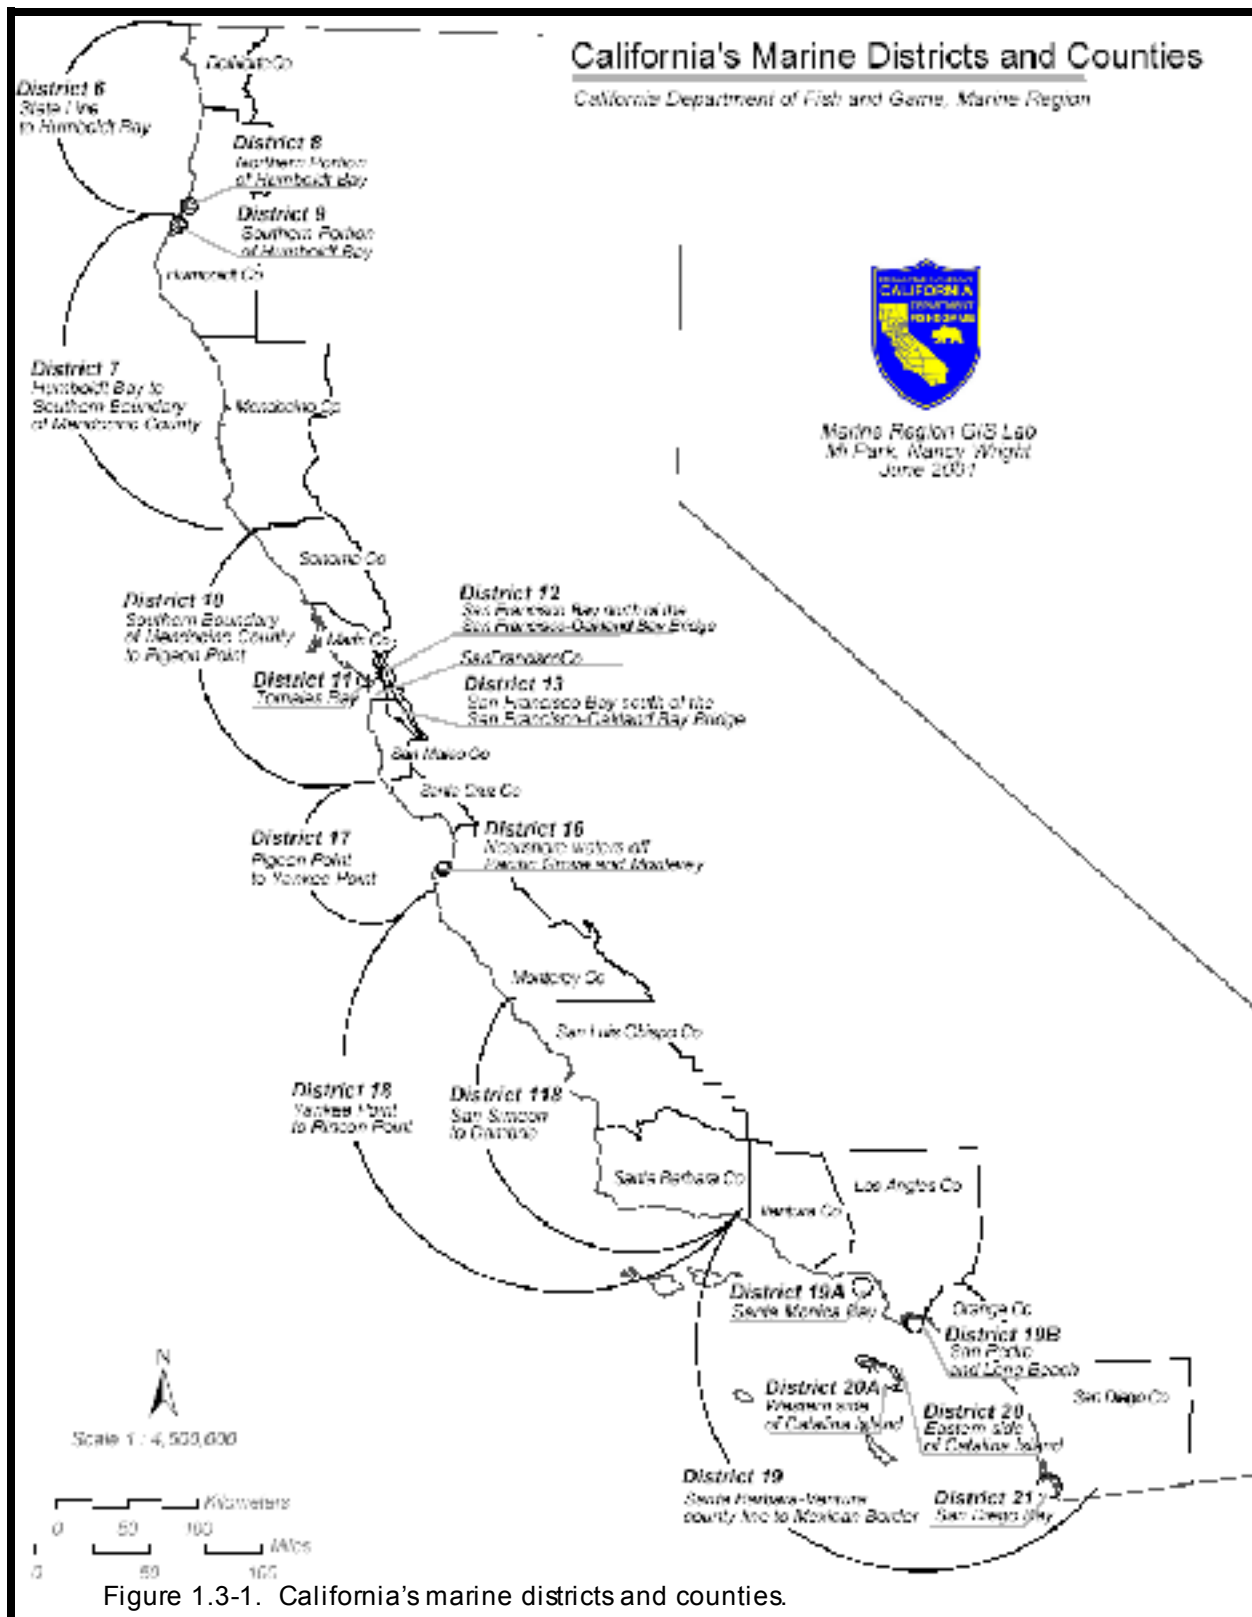 California's Marine Districts and Counties
California Department of Fish and Game, Marine Region
District 6
State Line
to Humboldt Bay
District 8
Northern Portion
of Humboldt Bay
District 9
Southern Portion
of Humboldt Bay
Humboldt Co
CALIFORNIA
DEPARTMENT
FISH & GAME
Marine Region GIS Lab
Mi Park, Nancy Wright
June 2001
District 7
Humboldt Bay to
Southern Boundary
of Mendocino County
Mendocino Co
Sonoma Co
District 10
Southern Boundary
of Mendocino County
to Pigeon Point
Marin Co
District 12
San Francisco Bay north of the
San Francisco-Oakland Bay Bridge
SanFranciscoCo
District 11
Tomales Bay
District 13
San Francisco Bay south of the
San Francisco-Oakland Bay Bridge
San Mateo Co
Santa Cruz Co
District 17
Pigeon Point
to Yankee Point
District 16
Nearshore waters off
Pacific Grove and Monterey
Monterey Co
San Luis Obispo Co
District 18
Yankee Point
to Rincon Point
District 118
San Simeon
to Cambria
Santa Barbara Co
Ventura Co
Los Angles Co
District 19A
Santa Monica Bay
Orange Co
District 19B
San Pedro
and Long Beach
San Diego Co
District 20A
Western side
of Catalina Island
District 20
Eastern side
of Catalina Island
District 19
Santa Barbara-Ventura
county line to Mexican Border
District 21
San Diego Bay
N
Scale 1 : 4,500,000
Kilometers
0 50 100
Miles
0 50 100
Figure 1.3-1. California's marine districts and counties.